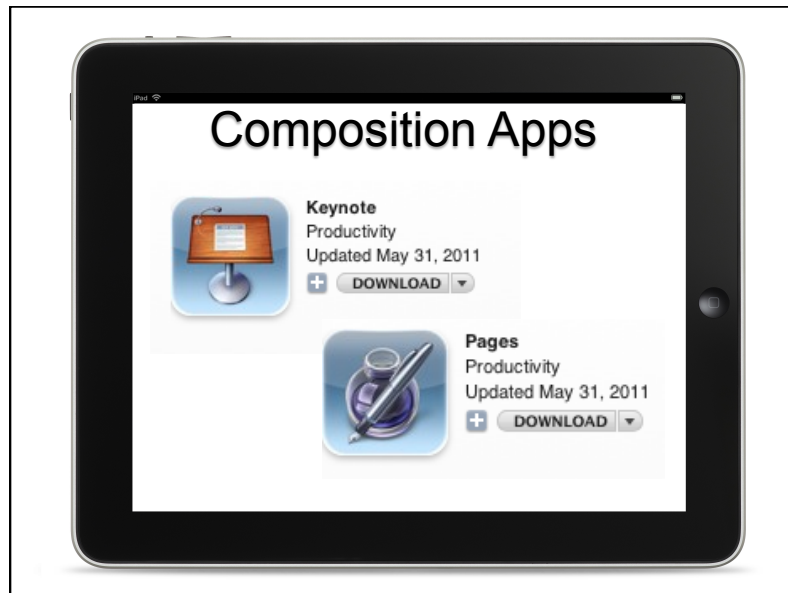 iPad
Composition Apps
Keynote
Productivity
Updated May 31, 2011
DOWNLOAD
Pages
Productivity
Updated May 31, 2011
DOWNLOAD